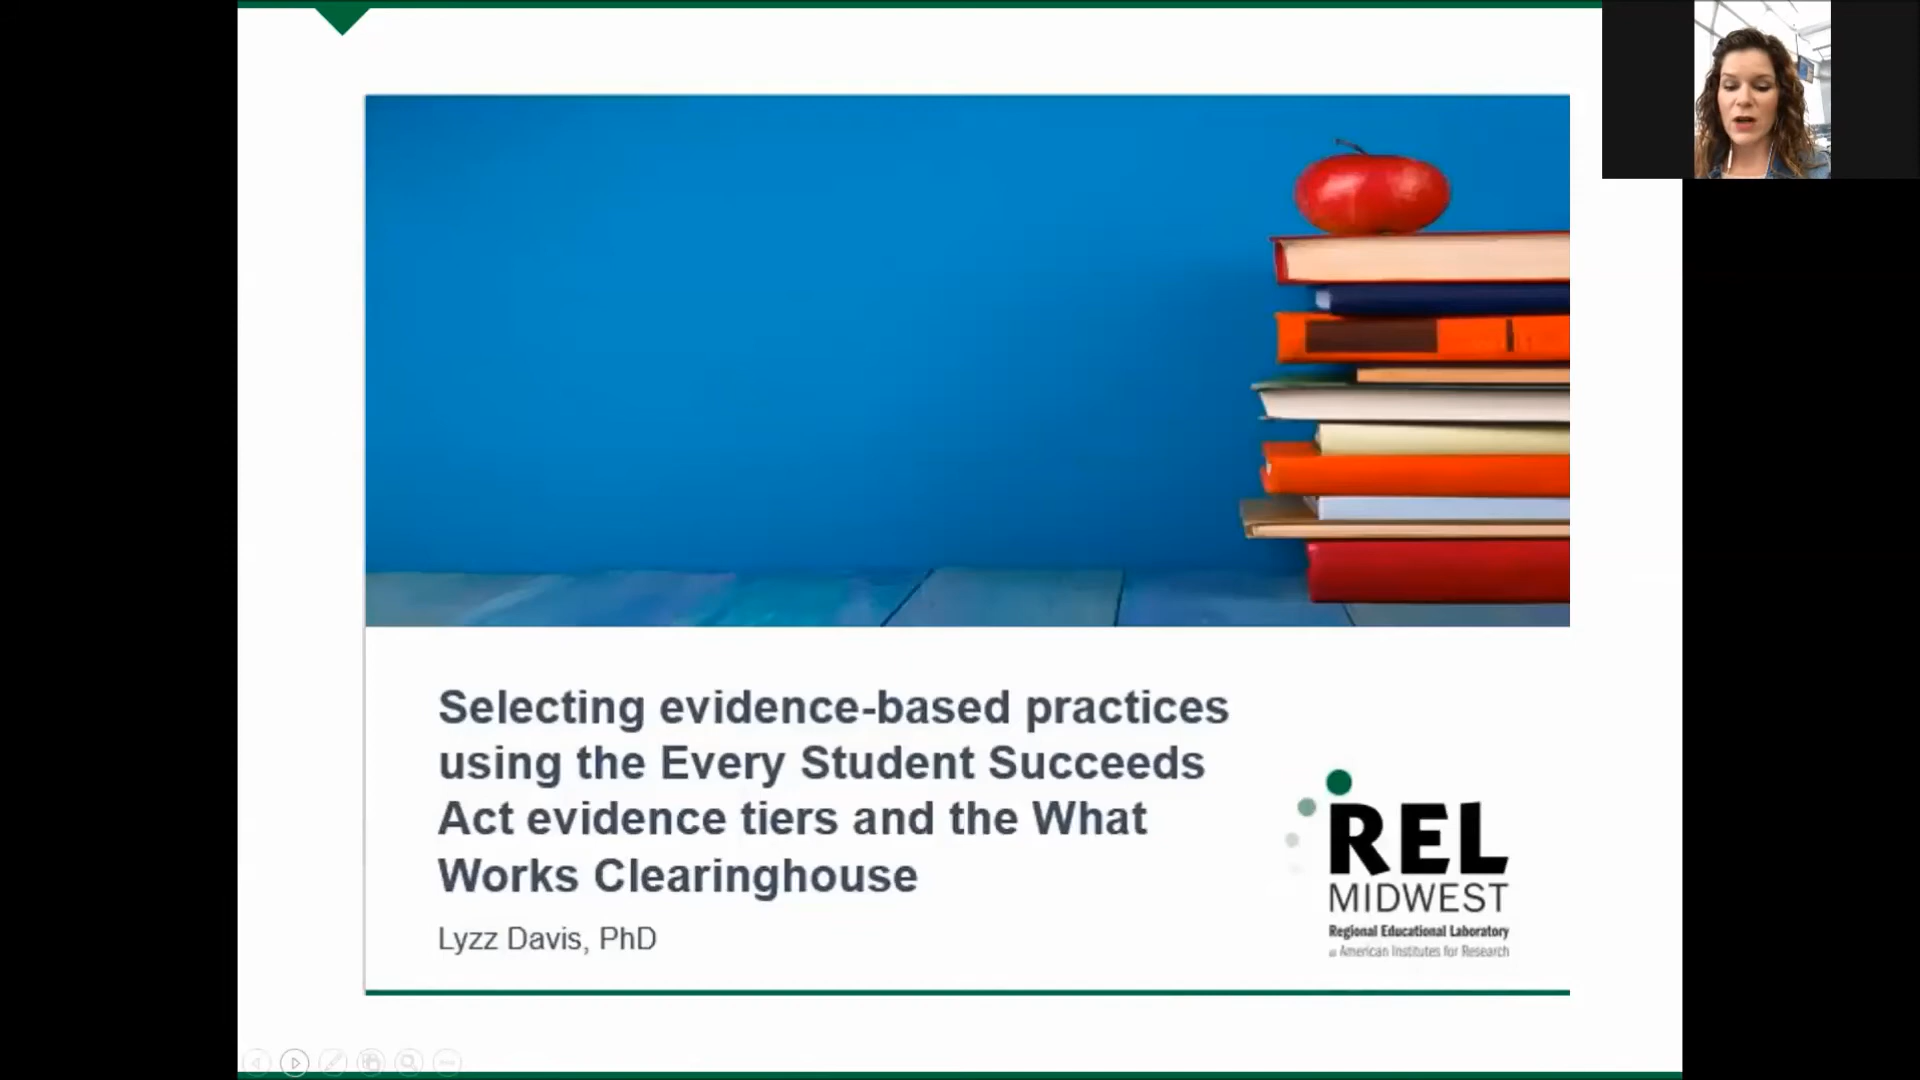 Selecting evidence-based practices
using the Every Student Succeeds
Act evidence tiers and the What
Works Clearinghouse
Lyzz Davis, PhD
REL
MIDWEST
Regional Educational Laboratory
at American Institutes for Research